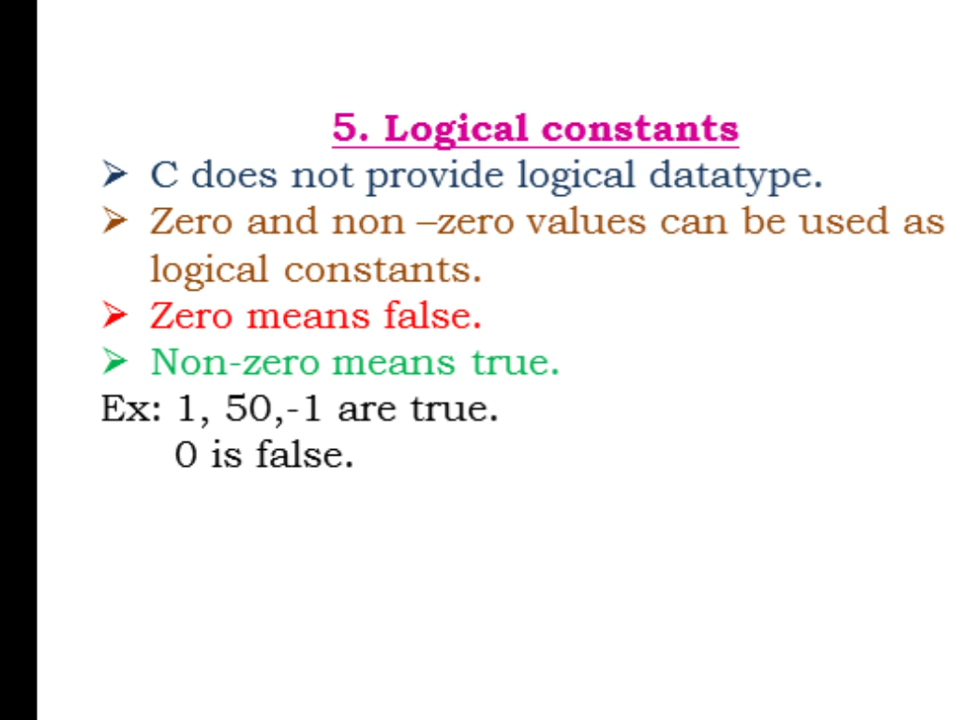 5. Logical constants
➤ C does not provide logical datatype.
➤ Zero and non –zero values can be used as
logical constants.
➤ Zero means false.
➤ Non-zero means true.
Ex: 1, 50,-1 are true.
0 is false.